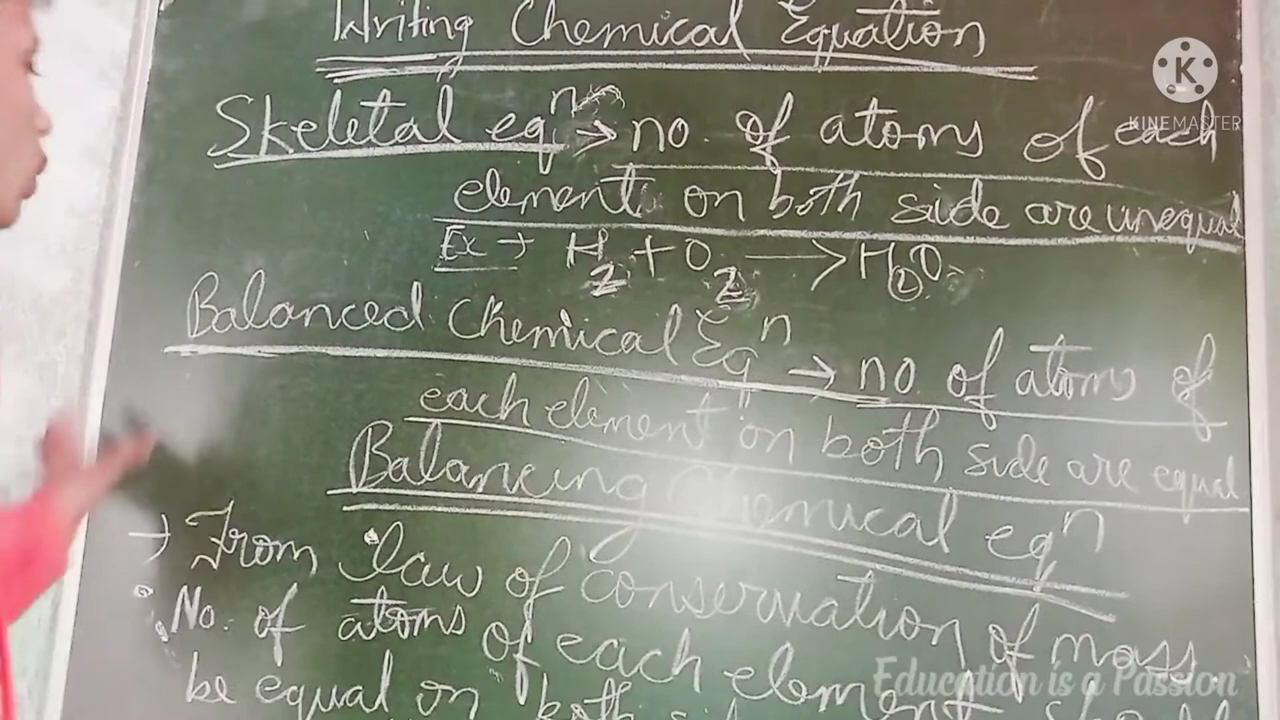 Writing Chemical Equation
Skeletal eqⁿ → no. of atoms of each
element on both side are unequal
Ex → H₂ + O₂ → H₂O
Balanced Chemical Eqⁿ → no. of atoms of
each element on both side are equal
Balancing Chemical eqⁿ
→ From law of conservation of mass.
No. of atoms of each element should
be equal on both
K
KINEMASTER
Education is a Passion